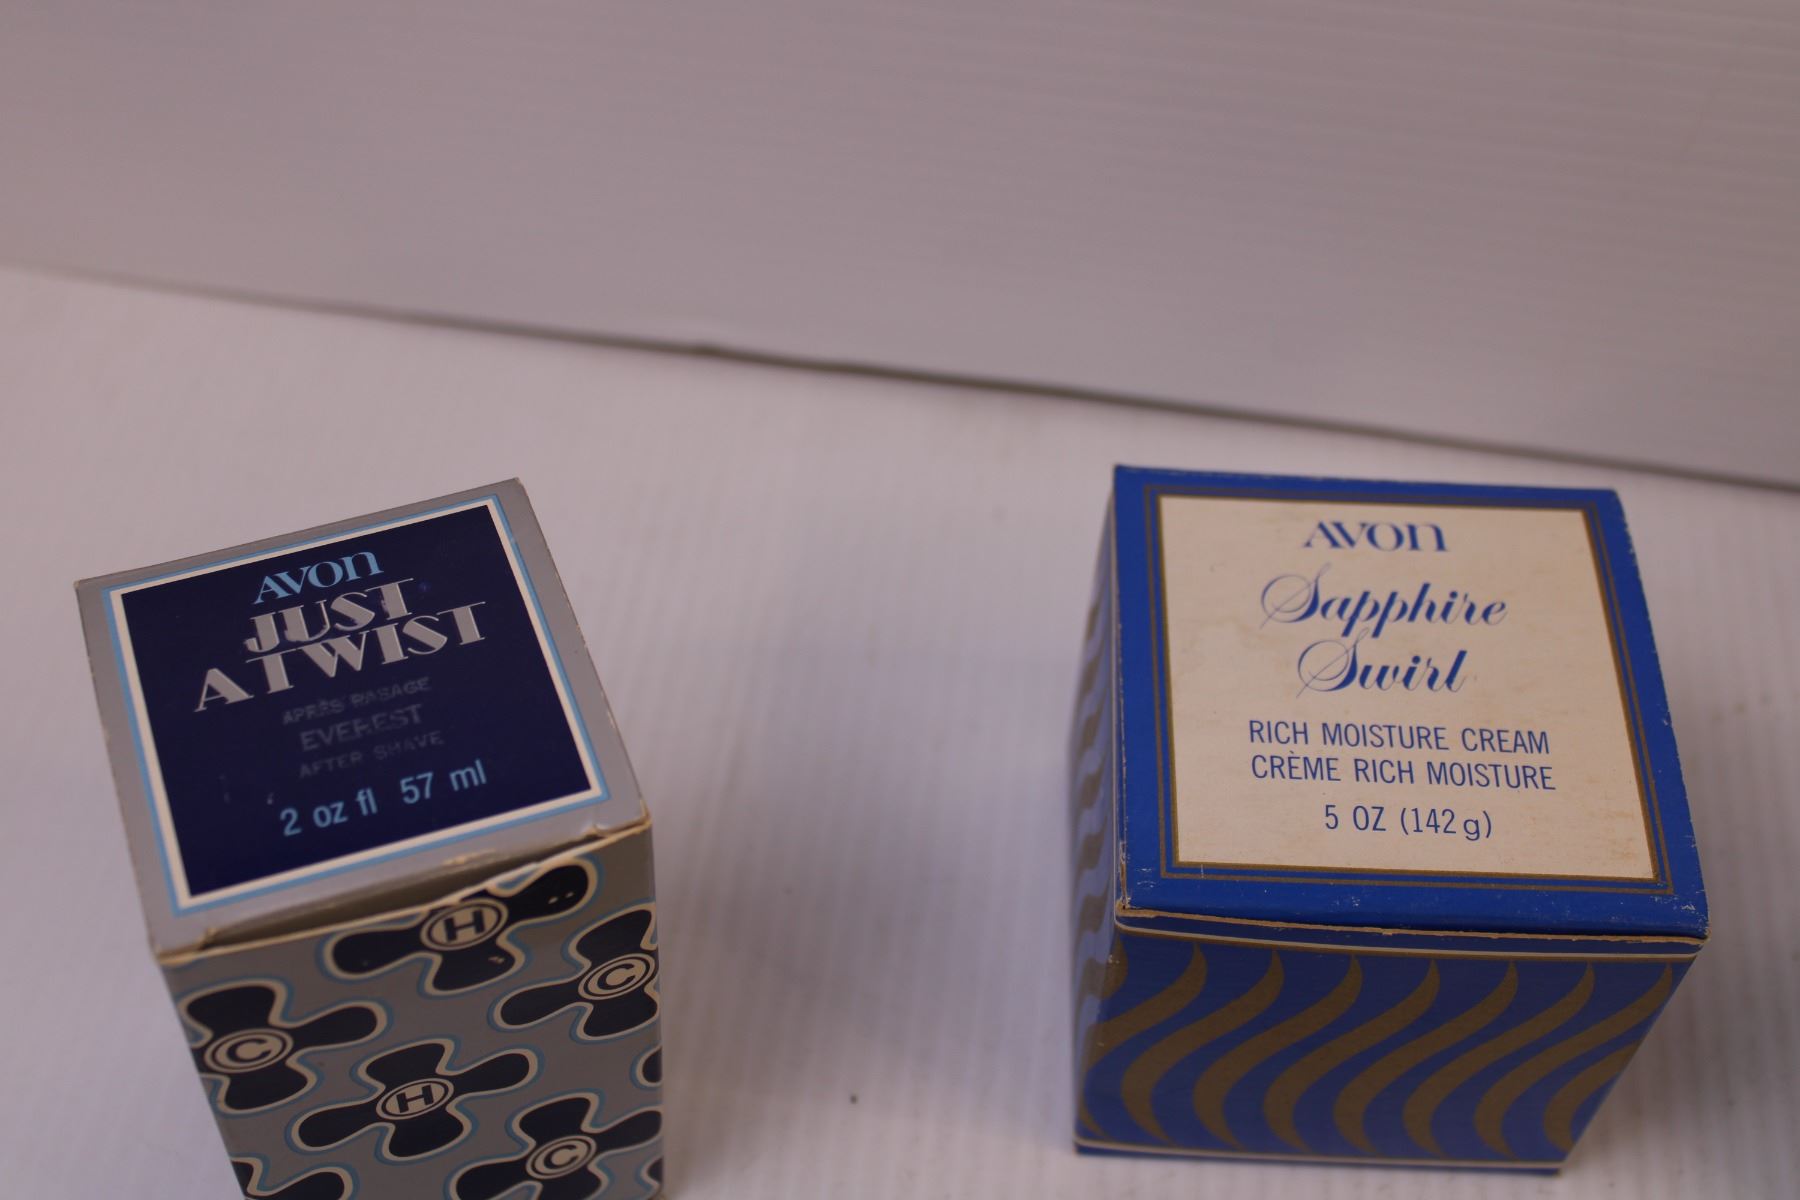 AVON
JUST
A TWIST
APRÈS RASAGE
EVEREST
AFTER SHAVE
2 oz fl 57 ml
H
C
C
H
C
AVON
Sapphire
Swirl
RICH MOISTURE CREAM
CRÈME RICH MOISTURE
5 OZ (142 g)